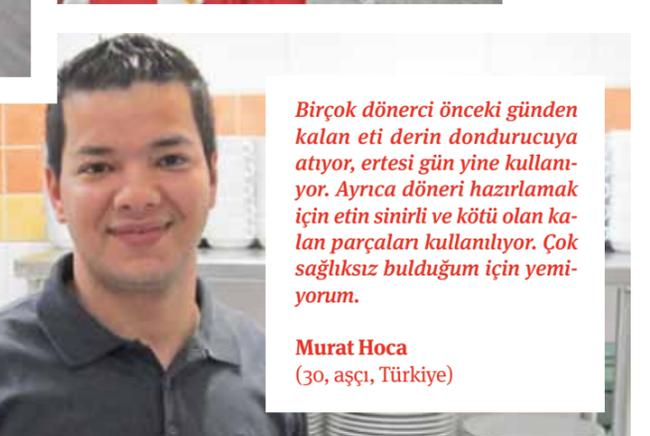 Birçok dönerci önceki günden
kalan eti derin dondurucuya
atıyor, ertesi gün yine kullanı-
yor. Ayrıca döneri hazırlamak
için etin sinirli ve kötü olan ka-
lan parçaları kullanılıyor. Çok
sağlıksız bulduğum için yemi-
yorum.
Murat Hoca
(30, aşçı, Türkiye)